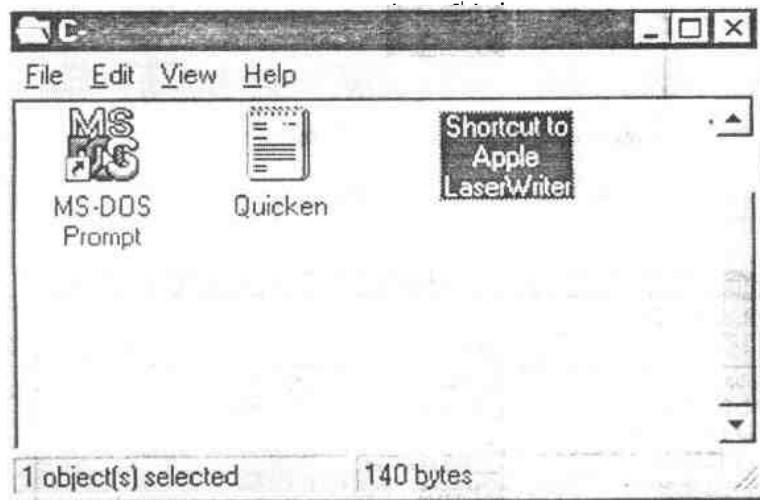 C-
File Edit View Help
MS
DOS
MS-DOS
Prompt
Quicken
Shortcut to
Apple
LaserWriter
1 object(s) selected 140 bytes